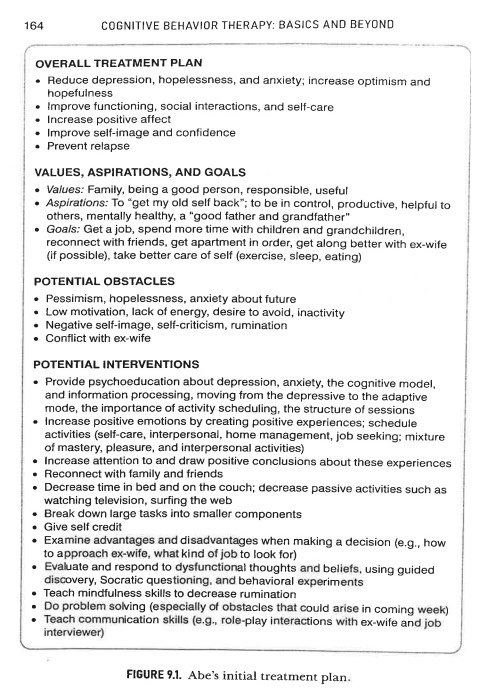 164 COGNITIVE BEHAVIOR THERAPY: BASICS AND BEYOND
OVERALL TREATMENT PLAN
• Reduce depression, hopelessness, and anxiety; increase optimism and
hopefulness
• Improve functioning, social interactions, and self-care
• Increase positive affect
• Improve self-image and confidence
• Prevent relapse
VALUES, ASPIRATIONS, AND GOALS
• Values: Family, being a good person, responsible, useful
• Aspirations: To “get my old self back”; to be in control, productive, helpful to
others, mentally healthy, a “good father and grandfather”
• Goals: Get a job, spend more time with children and grandchildren,
reconnect with friends, get apartment in order, get along better with ex-wife
(if possible), take better care of self (exercise, sleep, eating)
POTENTIAL OBSTACLES
• Pessimism, hopelessness, anxiety about future
• Low motivation, lack of energy, desire to avoid, inactivity
• Negative self-image, self-criticism, rumination
• Conflict with ex-wife
POTENTIAL INTERVENTIONS
• Provide psychoeducation about depression, anxiety, the cognitive model,
and information processing, moving from the depressive to the adaptive
mode, the importance of activity scheduling, the structure of sessions
• Increase positive emotions by creating positive experiences; schedule
activities (self-care, interpersonal, home management, job seeking; mixture
of mastery, pleasure, and interpersonal activities)
• Increase attention to and draw positive conclusions about these experiences
• Reconnect with family and friends
• Decrease time in bed and on the couch; decrease passive activities such as
watching television, surfing the web
• Break down large tasks into smaller components
• Give self credit
• Examine advantages and disadvantages when making a decision (e.g., how
to approach ex-wife, what kind of job to look for)
• Evaluate and respond to dysfunctional thoughts and beliefs, using guided
discovery, Socratic questioning, and behavioral experiments
• Teach mindfulness skills to decrease rumination
• Do problem solving (especially of obstacles that could arise in coming week)
• Teach communication skills (e.g., role-play interactions with ex-wife and job
interviewer)
FIGURE 9.1. Abe's initial treatment plan.